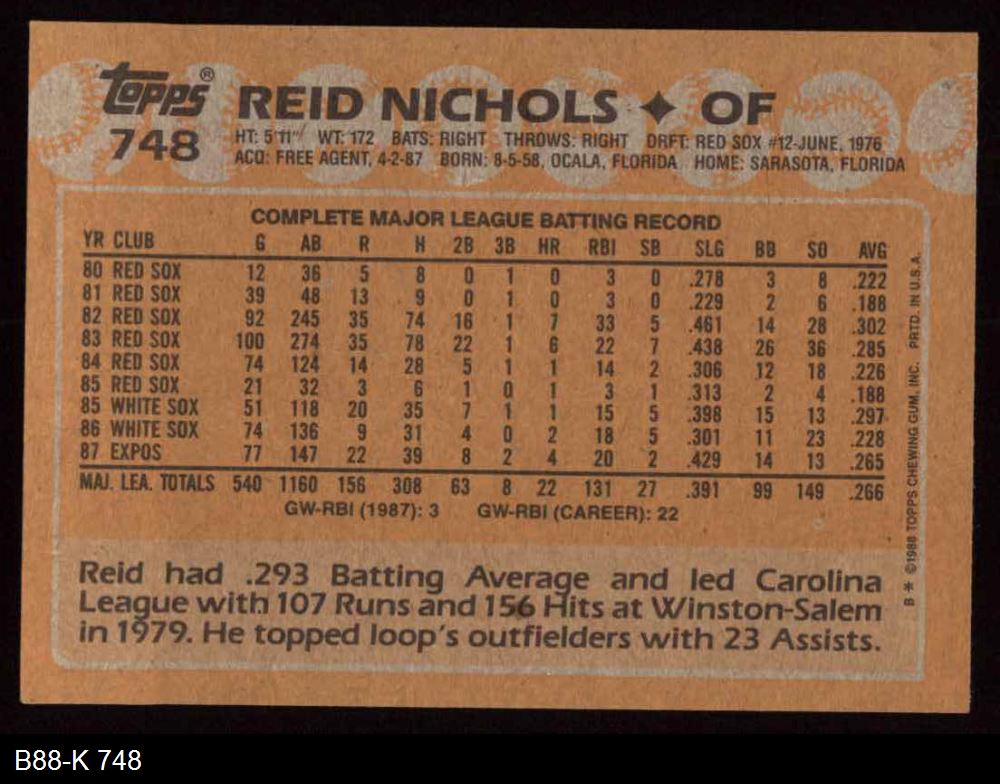 topps® REID NICHOLS ✦ OF
748 HT: 5'11" WT: 172 BATS: RIGHT THROWS: RIGHT DRFT: RED SOX #12-JUNE, 1976
ACQ: FREE AGENT, 4-2-87 BORN: 8-5-58, OCALA, FLORIDA HOME: SARASOTA, FLORIDA
COMPLETE MAJOR LEAGUE BATTING RECORD
YR CLUB G AB R H 2B 3B HR RBI SB SLG BB SO AVG
80 RED SOX 12 36 5 8 0 1 0 3 0 .278 3 8 .222
81 RED SOX 39 48 13 9 0 1 0 3 0 .229 2 6 .188
82 RED SOX 92 245 35 74 16 1 7 33 5 .461 14 28 .302
83 RED SOX 100 274 35 78 22 1 6 22 7 .438 26 36 .285
84 RED SOX 74 124 14 28 5 1 1 14 2 .306 12 18 .226
85 RED SOX 21 32 3 6 1 0 1 3 1 .313 2 4 .188
85 WHITE SOX 51 118 20 35 7 1 1 15 5 .398 15 13 .297
86 WHITE SOX 74 136 9 31 4 0 2 18 5 .301 11 23 .228
87 EXPOS 77 147 22 39 8 2 4 20 2 .429 14 13 .265
MAJ. LEA. TOTALS 540 1160 156 308 63 8 22 131 27 .391 99 149 .266
GW-RBI (1987): 3 GW-RBI (CAREER): 22
Reid had .293 Batting Average and led Carolina
League with 107 Runs and 156 Hits at Winston-Salem
in 1979. He topped loop's outfielders with 23 Assists.
B ** ©1988 TOPPS CHEWING GUM, INC. PRTD. IN U.S.A.
B88-K 748